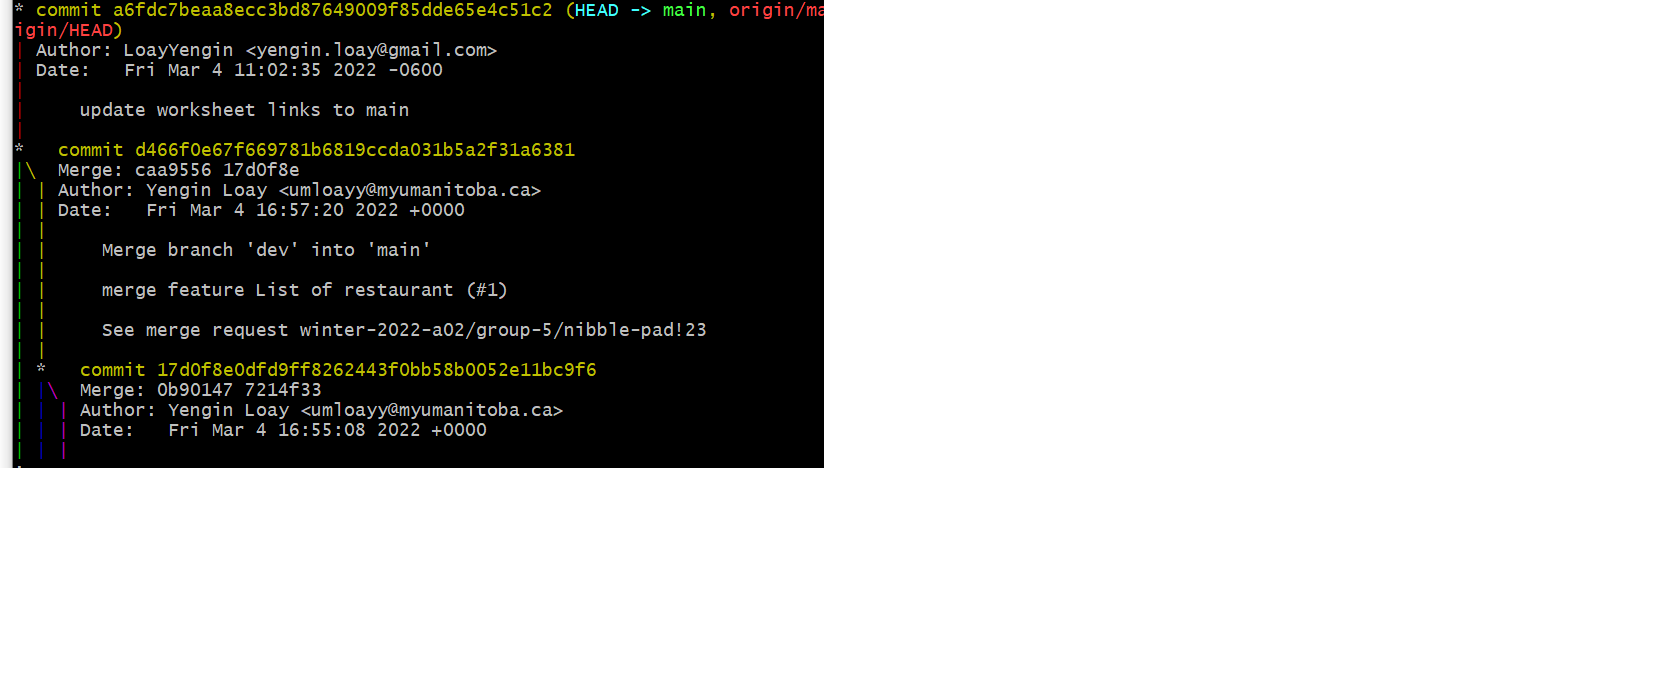 * commit a6fdc7beaa8ecc3bd87649009f85dde65e4c51c2 (HEAD -> main, origin/ma
igin/HEAD)
| Author: LoayYengin <yengin.loay@gmail.com>
| Date:   Fri Mar 4 11:02:35 2022 -0600
|
|     update worksheet links to main
|
*   commit d466f0e67f669781b6819ccda031b5a2f31a6381
|\  Merge: caa9556 17d0f8e
| | Author: Yengin Loay <umloayy@myumanitoba.ca>
| | Date:   Fri Mar 4 16:57:20 2022 +0000
| |
| |     Merge branch 'dev' into 'main'
| |
| |     merge feature List of restaurant (#1)
| |
| |     See merge request winter-2022-a02/group-5/nibble-pad!23
| |
| *   commit 17d0f8e0dfd9ff8262443f0bb58b0052e11bc9f6
| |\  Merge: 0b90147 7214f33
| | | Author: Yengin Loay <umloayy@myumanitoba.ca>
| | | Date:   Fri Mar 4 16:55:08 2022 +0000
| | |